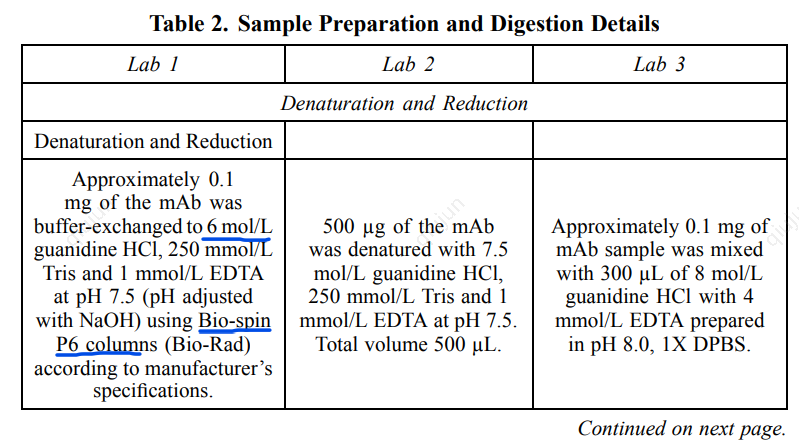 Table 2. Sample Preparation and Digestion Details
Lab 1
Lab 2
Lab 3
Denaturation and Reduction
Denaturation and Reduction
Approximately 0.1
mg of the mAb was
buffer-exchanged to 6 mol/L
guanidine HCl, 250 mmol/L
Tris and 1 mmol/L EDTA
at pH 7.5 (pH adjusted
with NaOH) using Bio-spin
P6 columns (Bio-Rad)
according to manufacturer’s
specifications.
500 µg of the mAb
was denatured with 7.5
mol/L guanidine HCl,
250 mmol/L Tris and 1
mmol/L EDTA at pH 7.5.
Total volume 500 µL.
Approximately 0.1 mg of
mAb sample was mixed
with 300 µL of 8 mol/L
guanidine HCl with 4
mmol/L EDTA prepared
in pH 8.0, 1X DPBS.
Continued on next page.